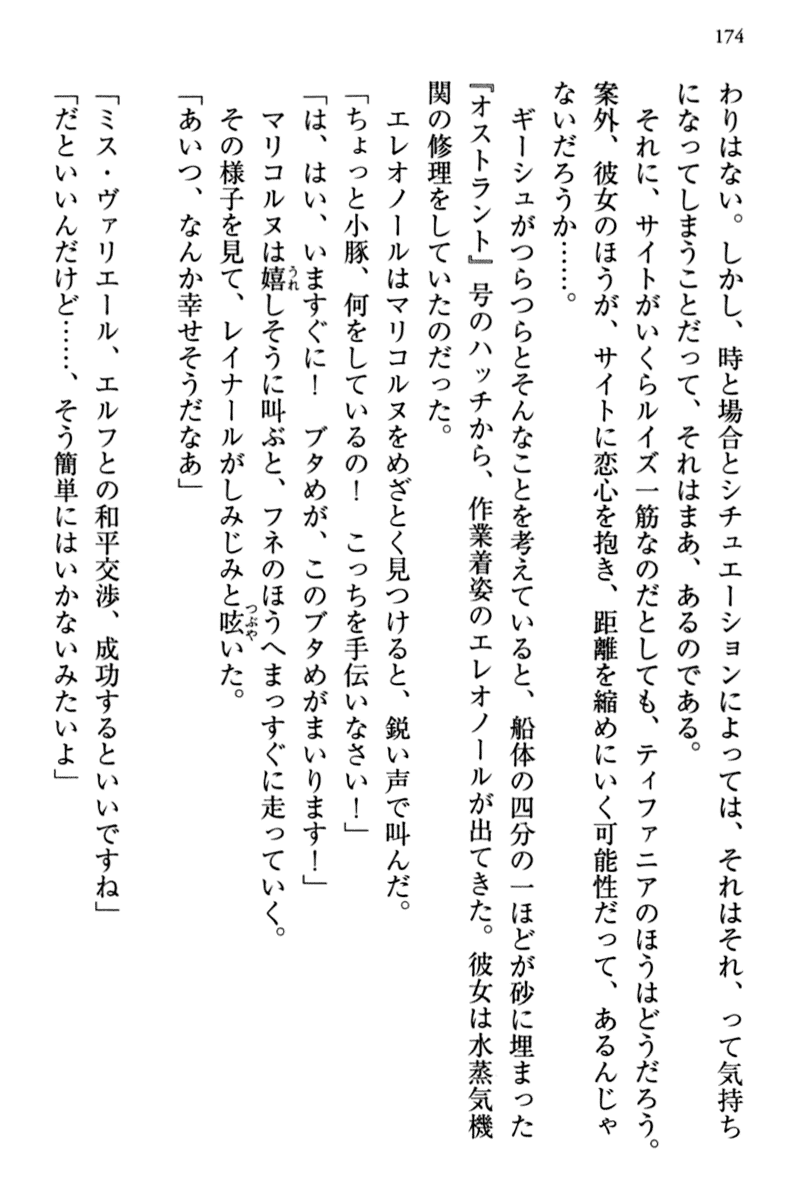 174
わりはない。しかし、時と場合とシチュエーションによっては、それはそれ、って気持ち
になってしまうことだって、それはまあ、あるのである。
それに、サイトがいくらルイズ一筋なのだとしても、ティファニアのほうはどうだろう。
案外、彼女のほうが、サイトに恋心を抱き、距離を縮めにいく可能性だって、あるんじゃ
ないだろうか……。
ギーシュがつらつらとそんなことを考えていると、船体の四分の一ほどが砂に埋まった
『オストラント』号のハッチから、作業着姿のエレオノールが出てきた。彼女は水蒸気機
関の修理をしていたのだった。
エレオノールはマリコルヌをめざとく見つけると、鋭い声で叫んだ。
「ちょっと小豚、何をしているの！　こっちを手伝いなさい！」
「は、はい、いますぐに！　ブタめが、このブタめがまいります！」
マリコルヌは嬉うれしそうに叫ぶと、フネのほうへまっすぐに走っていく。
その様子を見て、レイナールがしみじみと呟つぶやいた。
「あいつ、なんか幸せそうだなあ」
「ミス・ヴァリエール、エルフとの和平交渉、成功するといいですね」
「だといいんだけど……、そう簡単にはいかないみたいよ」